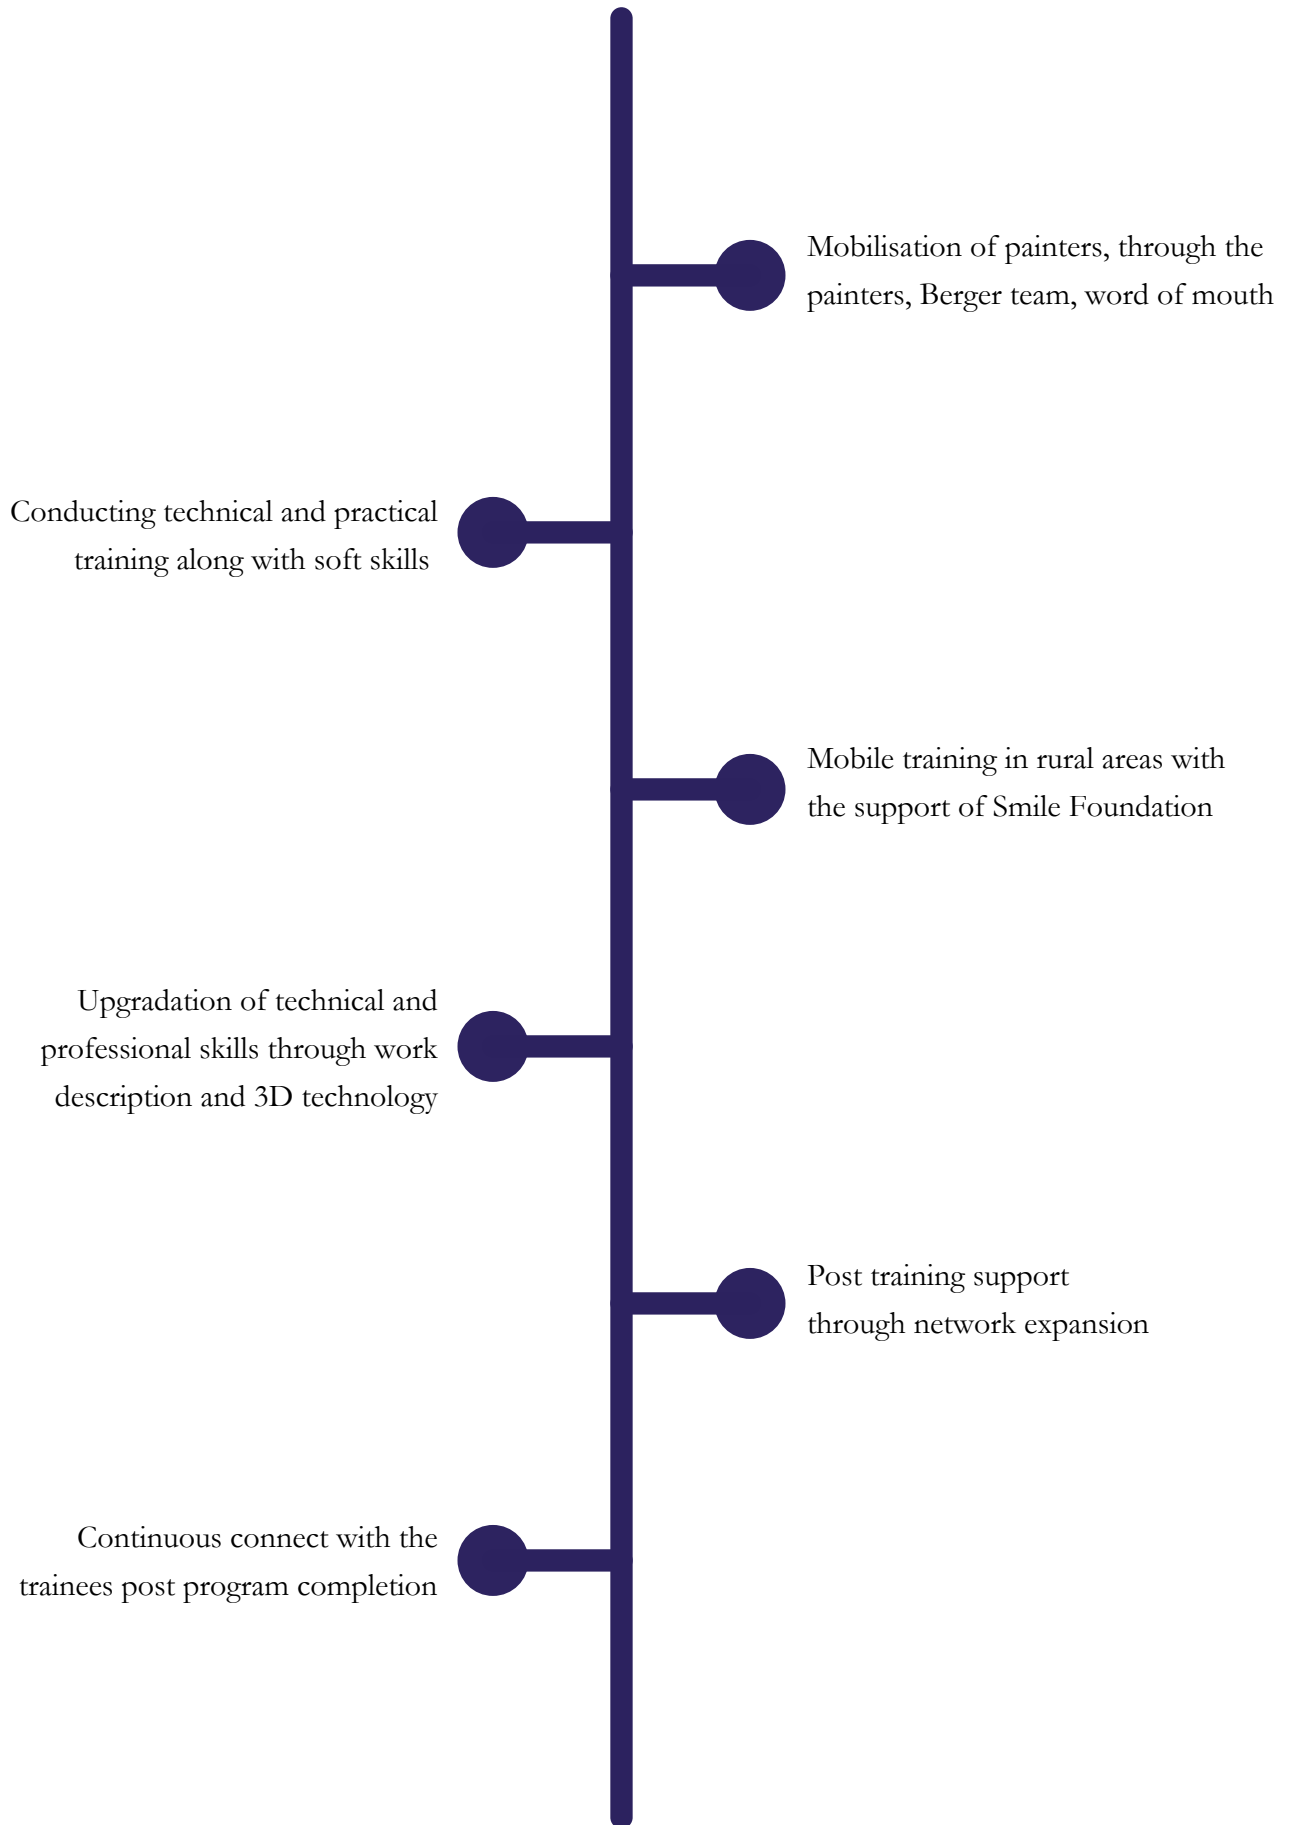 Mobilisation of painters, through the
painters, Berger team, word of mouth
Conducting technical and practical
training along with soft skills
Mobile training in rural areas with
the support of Smile Foundation
Upgradation of technical and
professional skills through work
description and 3D technology
Post training support
through network expansion
Continuous connect with the
trainees post program completion